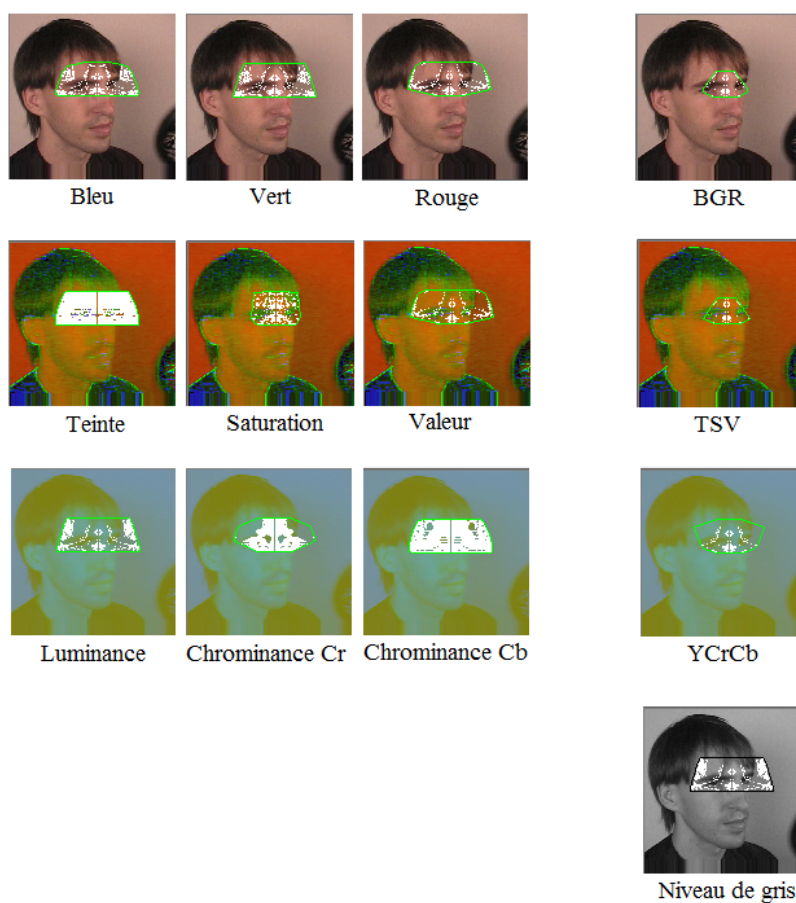 Bleu Vert Rouge BGR
Teinte Saturation Valeur TSV
Luminance Chrominance Cr Chrominance Cb YCrCb
Niveau de gris